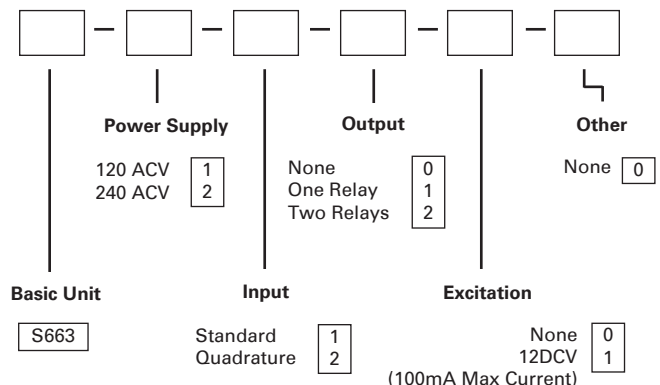 Power Supply
120 ACV 1
240 ACV 2
Output
None 0
One Relay 1
Two Relays 2
Other
None 0
Basic Unit
S663
Input
Standard 1
Quadrature 2
Excitation
None 0
12DCV 1
(100mA Max Current)